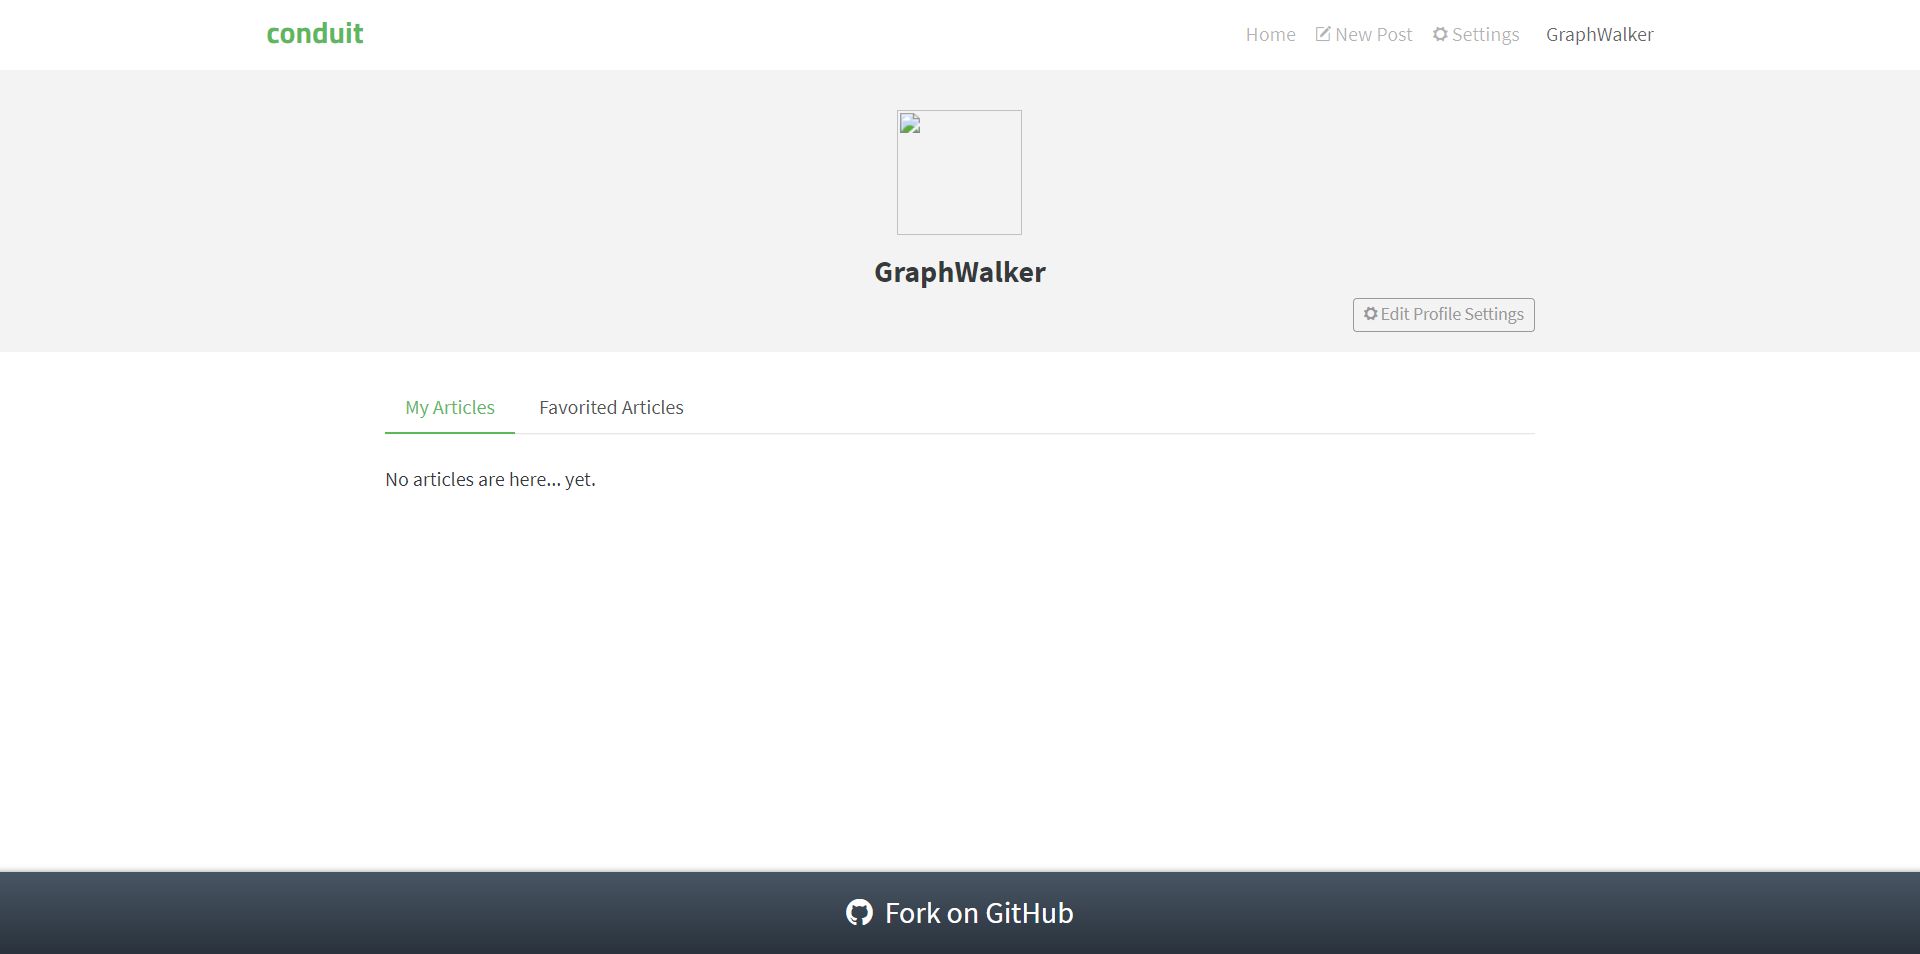 conduit
Home New Post Settings GraphWalker
GraphWalker
Edit Profile Settings
My Articles Favorited Articles
No articles are here... yet.
Fork on GitHub